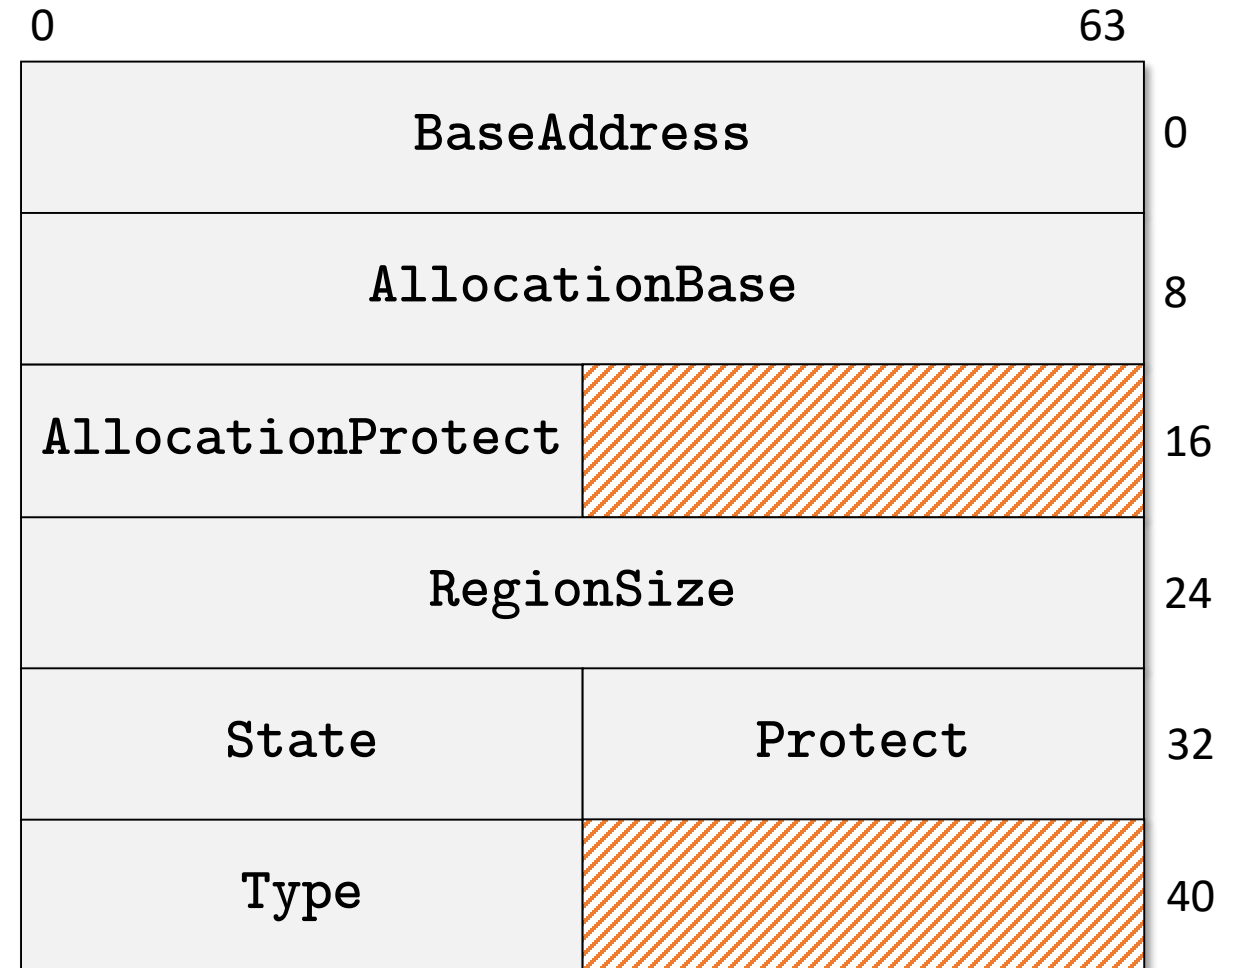 0 63
BaseAddress 0
AllocationBase 8
AllocationProtect 16
RegionSize 24
State Protect 32
Type 40